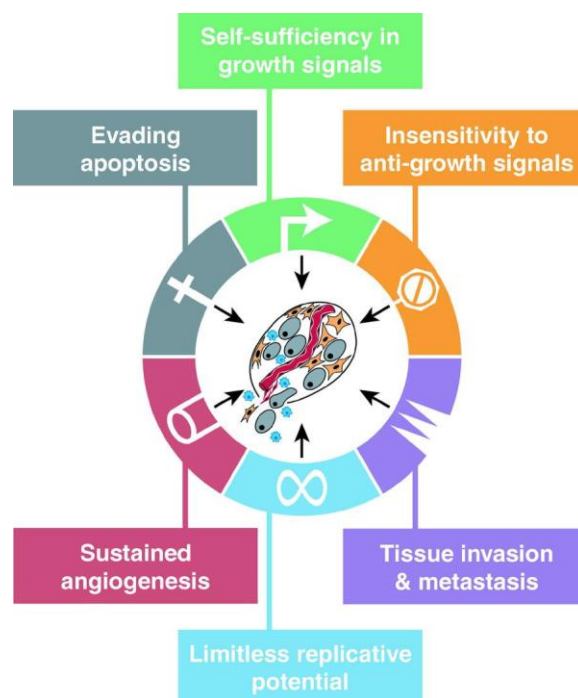 Self-sufficiency in
growth signals
Evading
apoptosis
Insensitivity to
anti-growth signals
Sustained
angiogenesis
Tissue invasion
& metastasis
Limitless replicative
potential